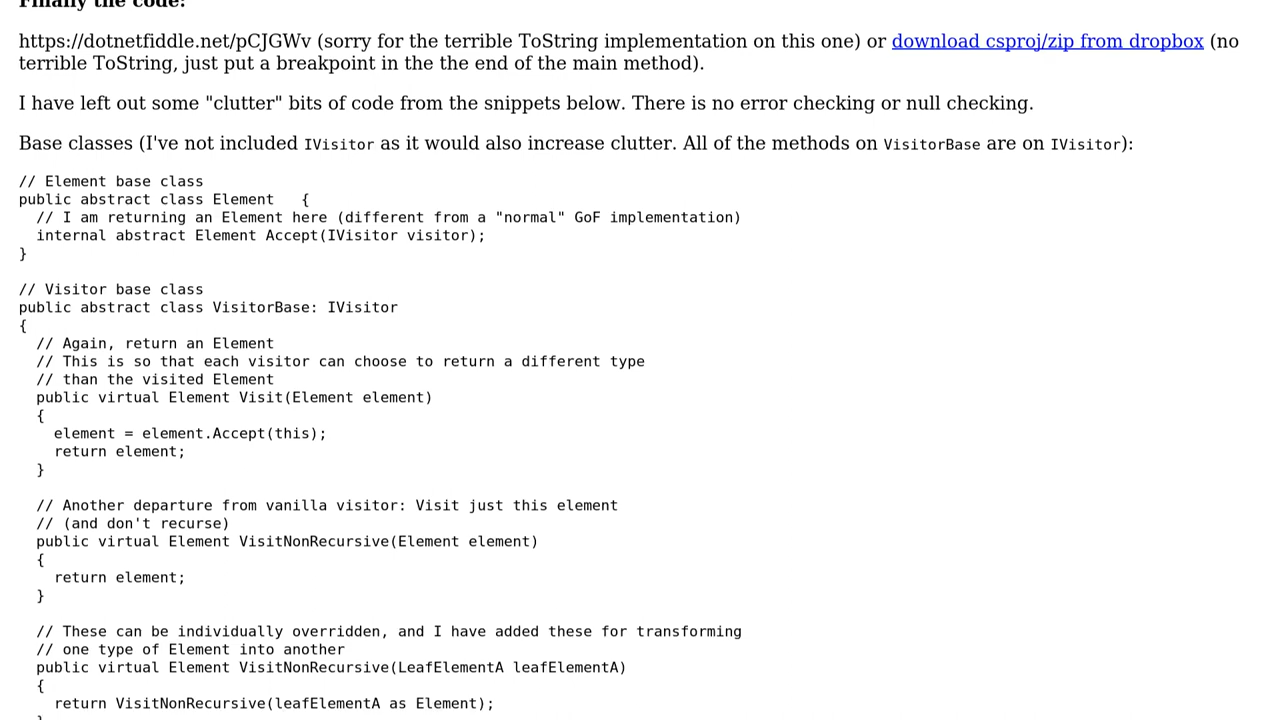 Finally the code:
https://dotnetfiddle.net/pCJGWv (sorry for the terrible ToString implementation on this one) or download csproj/zip from dropbox (no
terrible ToString, just put a breakpoint in the the end of the main method).
I have left out some "clutter" bits of code from the snippets below. There is no error checking or null checking.
Base classes (I've not included IVisitor as it would also increase clutter. All of the methods on VisitorBase are on IVisitor):
// Element base class
public abstract class Element   {
  // I am returning an Element here (different from a "normal" GoF implementation)
  internal abstract Element Accept(IVisitor visitor);
}
// Visitor base class
public abstract class VisitorBase: IVisitor
{
  // Again, return an Element
  // This is so that each visitor can choose to return a different type
  // than the visited Element
  public virtual Element Visit(Element element)
  {
    element = element.Accept(this);
    return element;
  }
  // Another departure from vanilla visitor: Visit just this element
  // (and don't recurse)
  public virtual Element VisitNonRecursive(Element element)
  {
    return element;
  }
  // These can be individually overridden, and I have added these for transforming
  // one type of Element into another
  public virtual Element VisitNonRecursive(LeafElementA leafElementA)
  {
    return VisitNonRecursive(leafElementA as Element);
  }